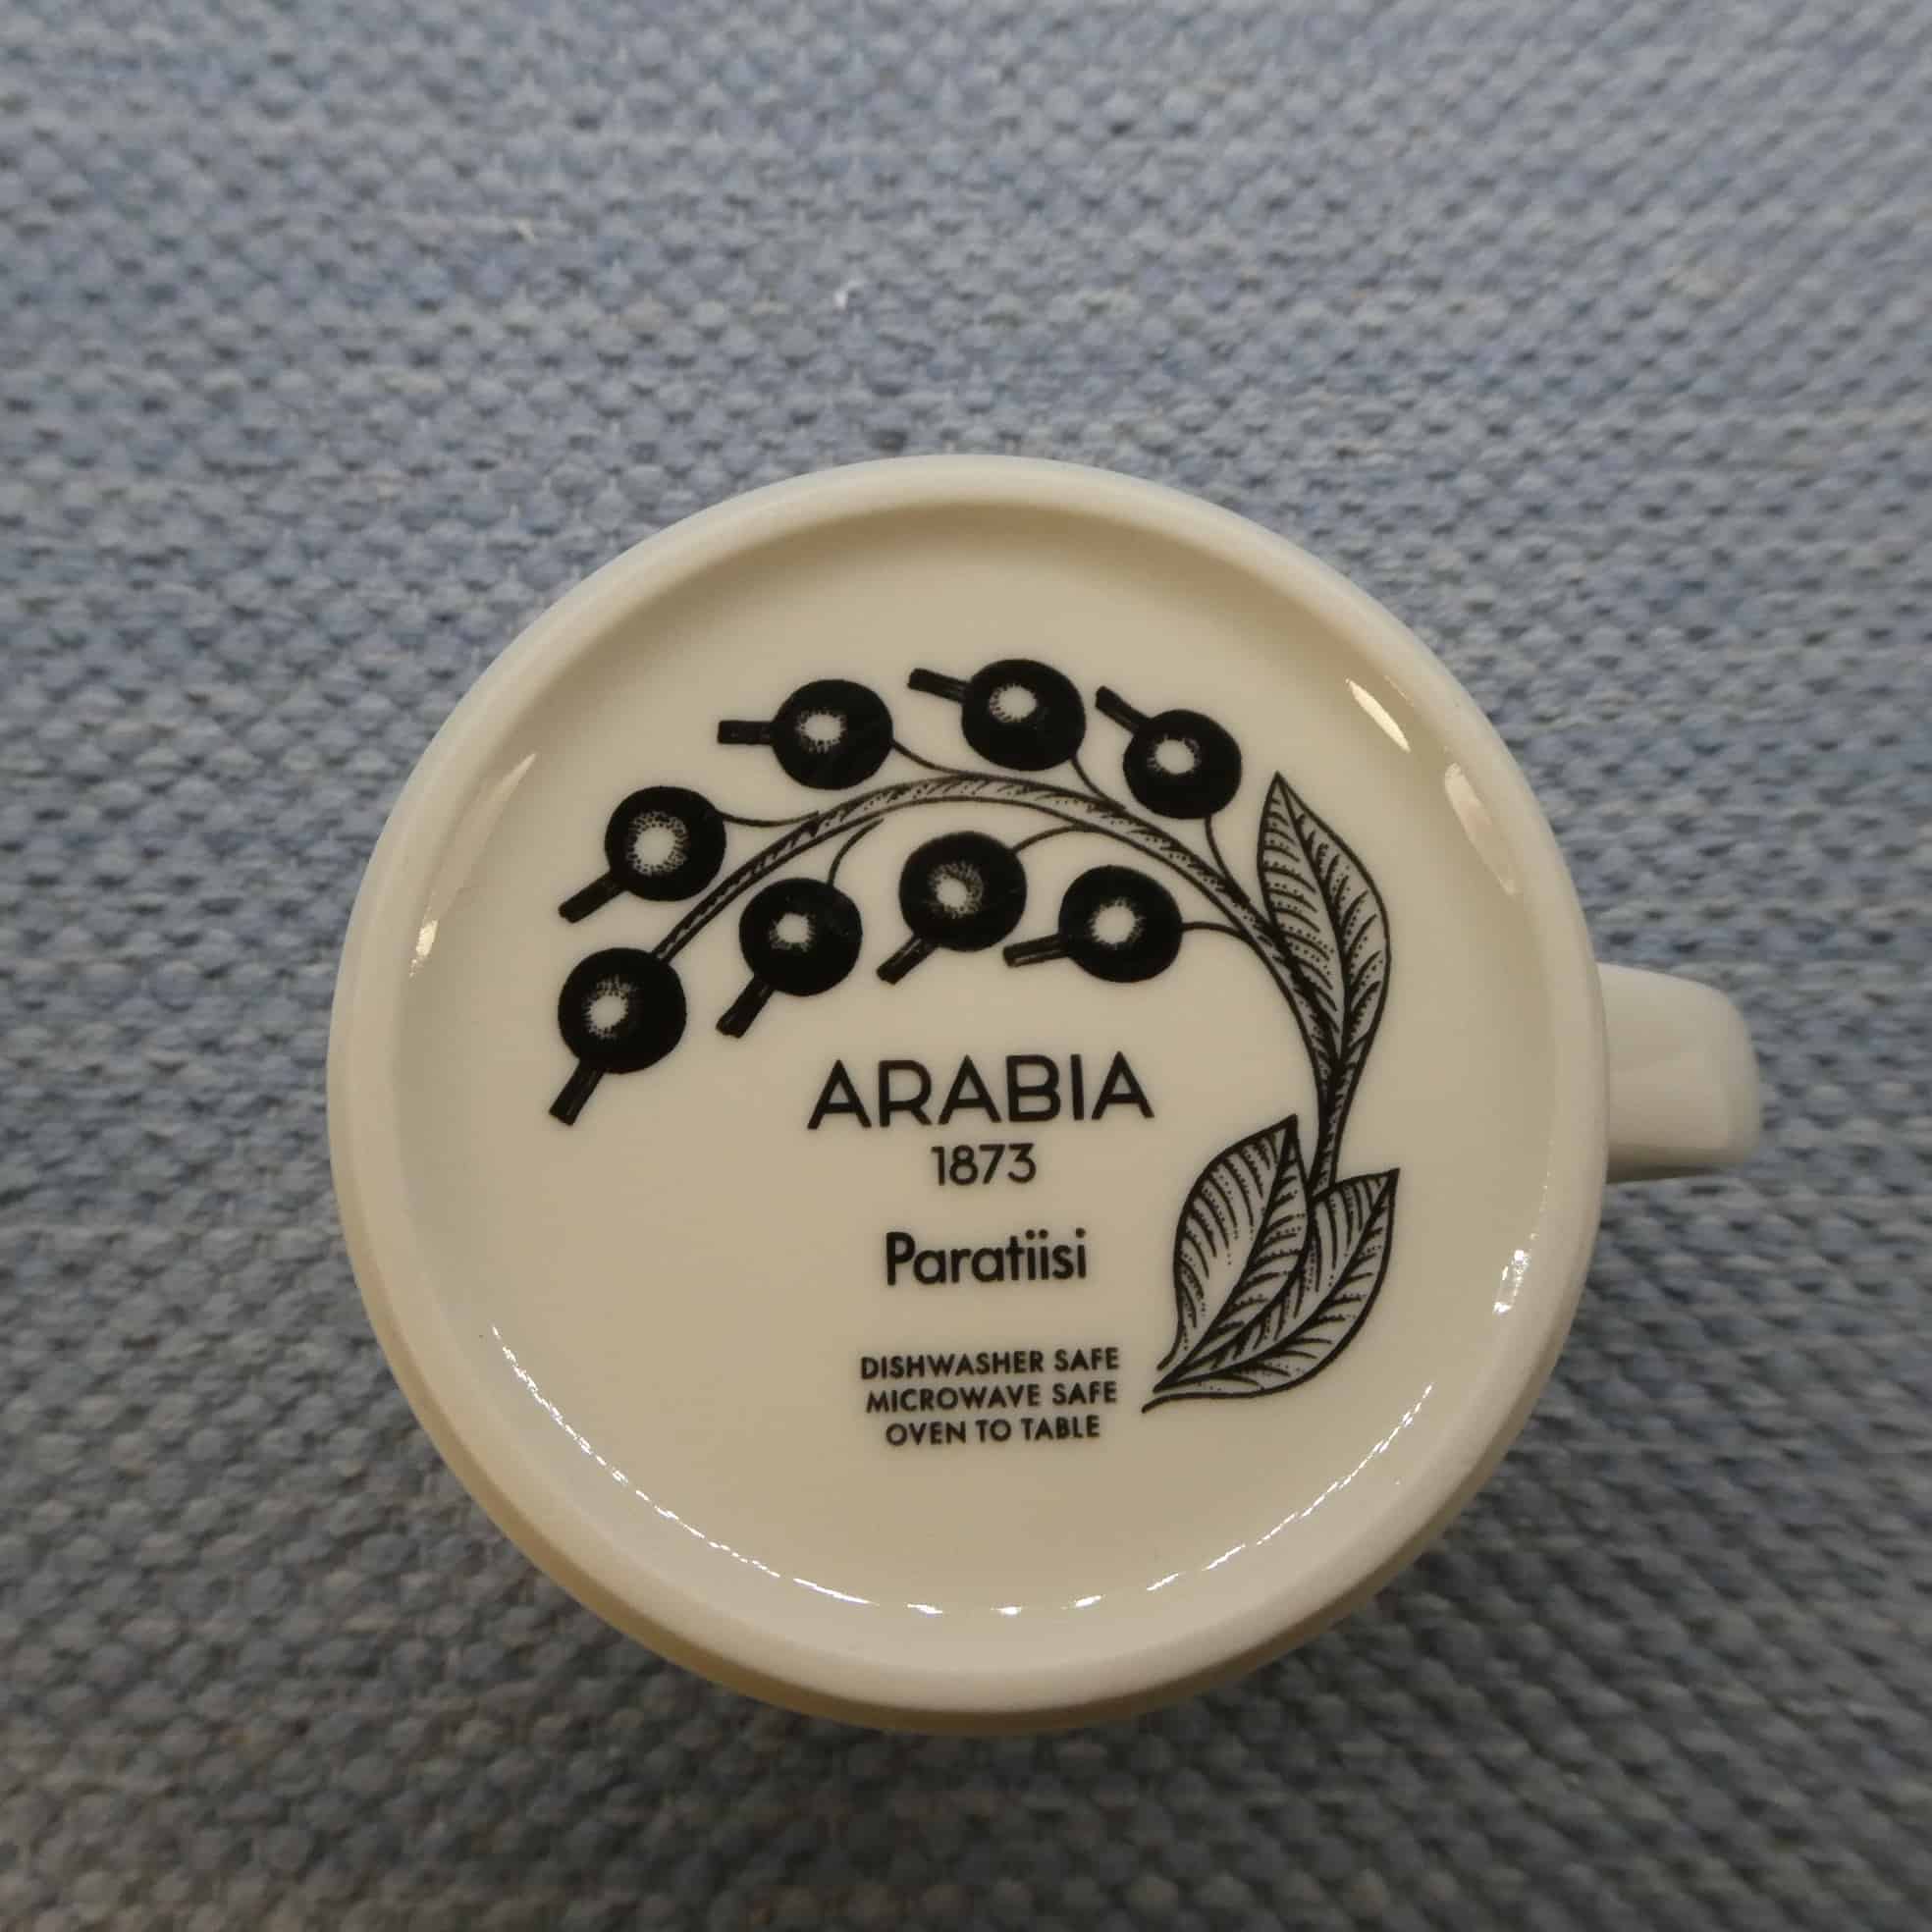 ARABIA
1873
Paratiisi
DISHWASHER SAFE
MICROWAVE SAFE
OVEN TO TABLE